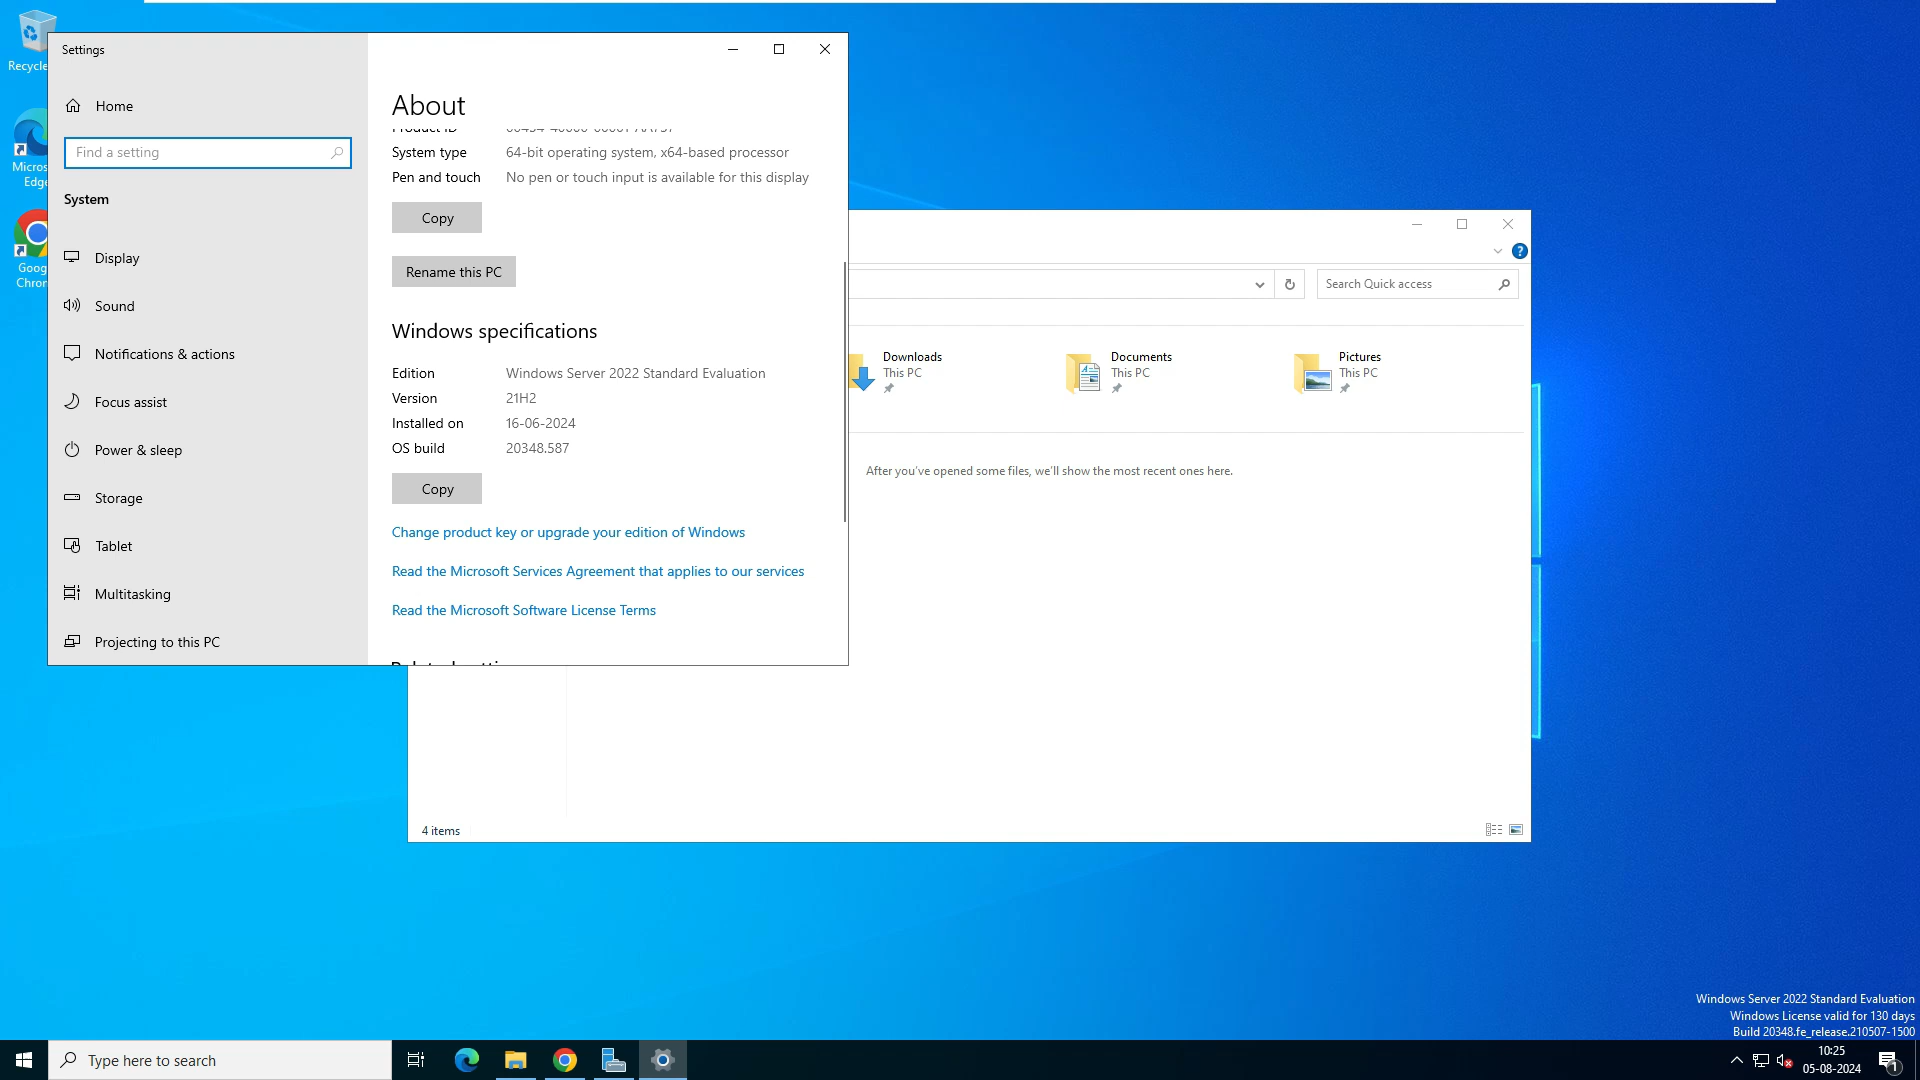 Recycle
Micros
Edge
Goog
Chron
Settings
Home
Find a setting
System
Display
Sound
Notifications & actions
Focus assist
Power & sleep
Storage
Tablet
Multitasking
Projecting to this PC
About
System type 64-bit operating system, x64-based processor
Pen and touch No pen or touch input is available for this display
Copy
Rename this PC
Windows specifications
Edition Windows Server 2022 Standard Evaluation
Version 21H2
Installed on 16-06-2024
OS build 20348.587
Copy
Change product key or upgrade your edition of Windows
Read the Microsoft Services Agreement that applies to our services
Read the Microsoft Software License Terms
Search Quick access
Downloads
This PC
Documents
This PC
Pictures
This PC
After you've opened some files, we'll show the most recent ones here.
4 items
Windows Server 2022 Standard Evaluation
Windows License valid for 130 days
Build 20348.fe_release.210507-1500
Type here to search
10:25
05-08-2024
1